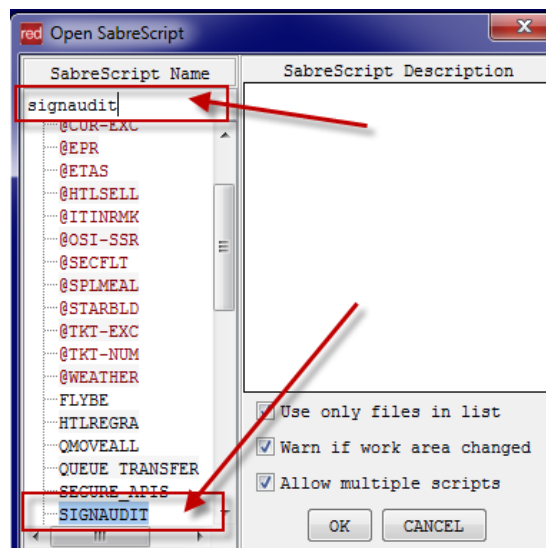 red Open SabreScript
X
SabreScript Name
signaudit
@CUR-EXC
@EPR
@ETAS
@HTLSELL
@ITINRMK
@OSI-SSR
@SECFLT
@SPLMEAL
@STARBLD
@TKT-EXC
@TKT-NUM
@WEATHER
FLYBE
HTLREGRA
QMOVEALL
QUEUE TRANSFER
SECURE_APIS
SIGNAUDIT
SabreScript Description
Use only files in list
Warn if work area changed
Allow multiple scripts
OK
CANCEL